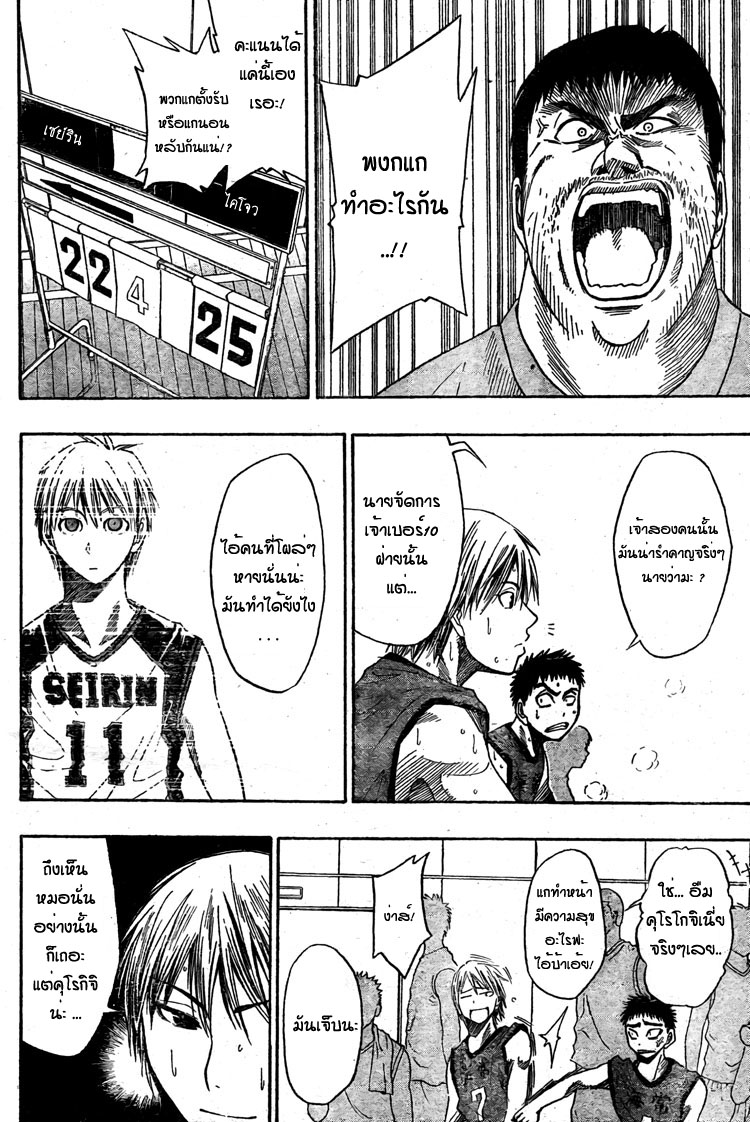 พงกแก
ทำอะไรกัน
...!!
คะแนนได้
แค่นี้เอง
เรอะ!
พวกแกตั้งรับ
หรือแกนอน
หลับกันแน่!?
เซย์ริน
ไคโจว
22
4
25
เจ้าสองคนนั้น
มันน่ารำคาญจริงๆ
นายว่ามะ ?
นายจัดการ
เจ้าเบอร์10
ฝ่ายนั้น
แต่...
ไอ้คนที่โผล่ๆ
หายนั่นน่ะ
มันทำได้ยังไง
...
SEIRIN
11
ใช่... อืม
คุโรโกจิเนี่ย
จริงๆเลย..
แกทำหน้า
มีความสุข
อะไรฟะ
ไอ้บ้าเอ้ย!
ง่าส์!
มันเจ็บนะ
7
ถึงเห็น
หมอนั่น
อย่างนั้น
ก็เถอะ
แต่คุโรกิจิ
น่ะ ...